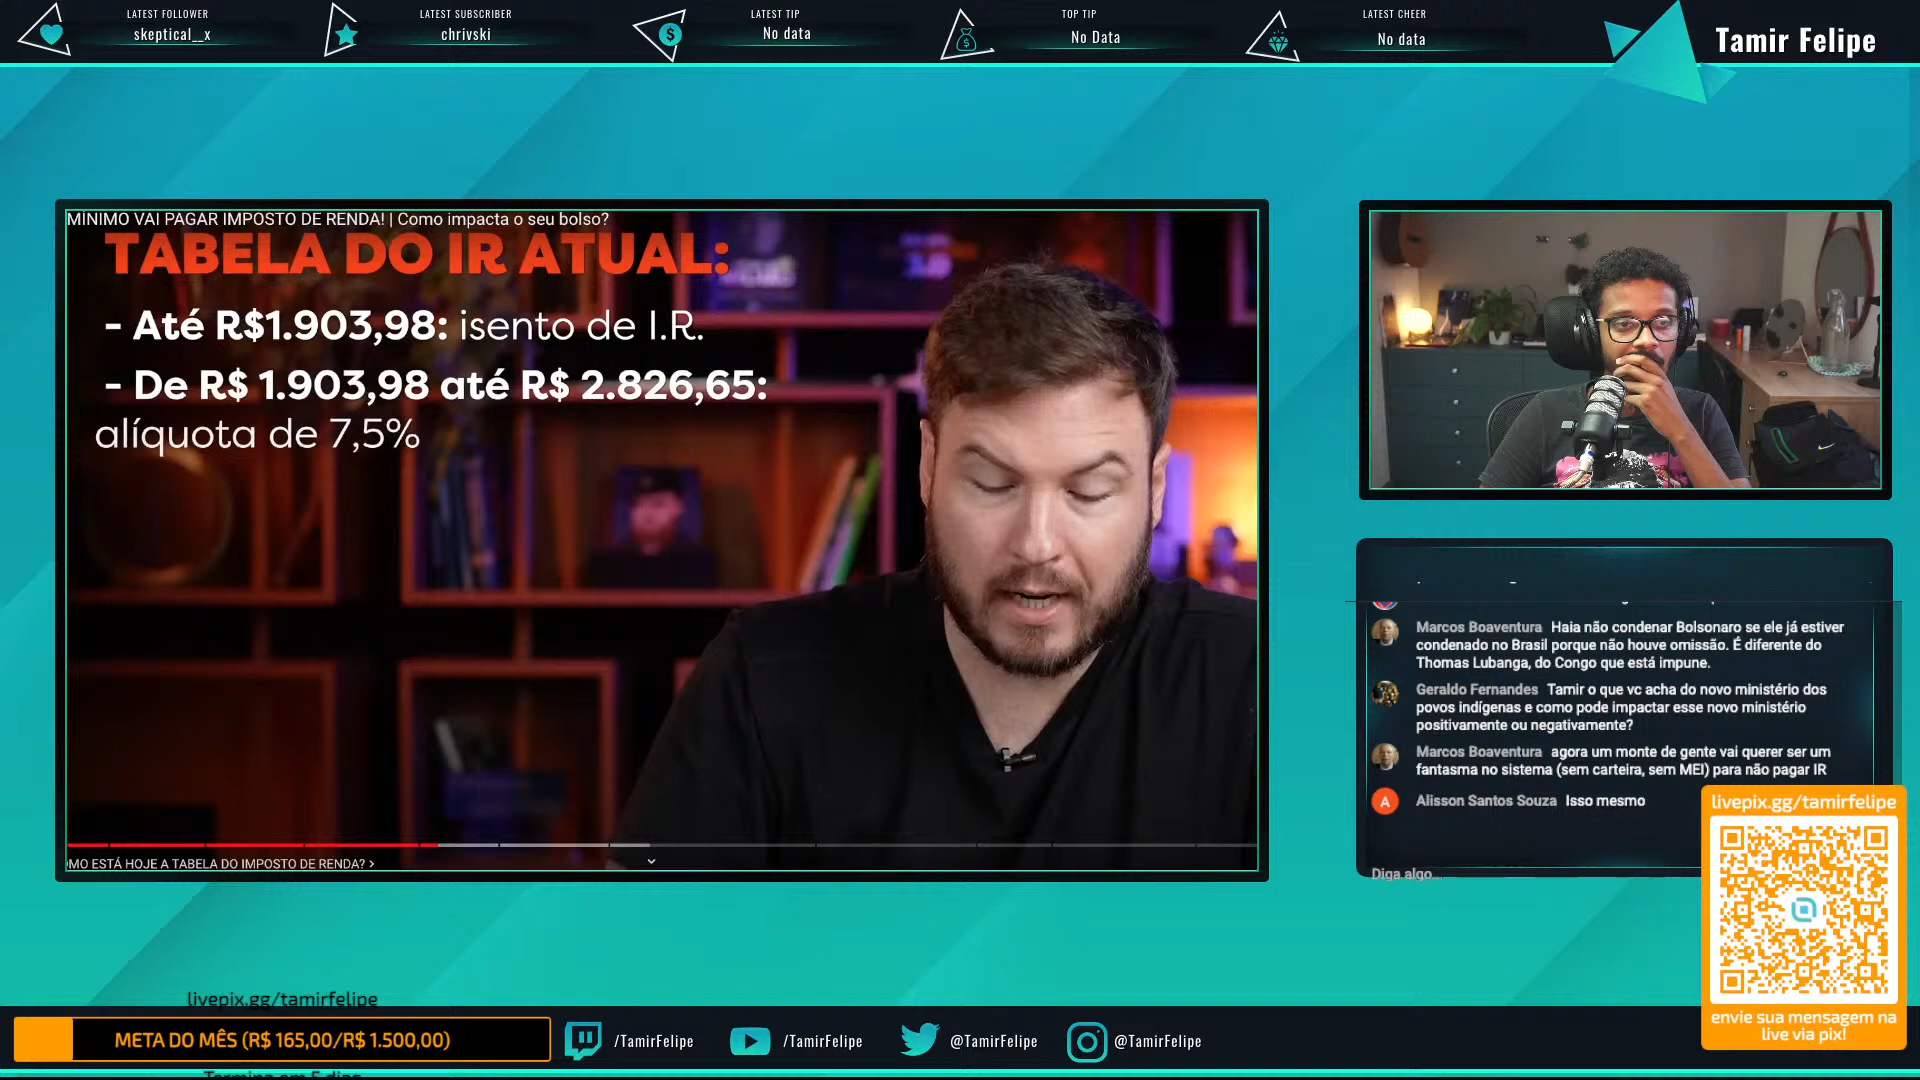 LATEST FOLLOWER
skeptical__x
LATEST SUBSCRIBER
chrivski
LATEST TIP
No data
TOP TIP
No Data
LATEST CHEER
No data
Tamir Felipe
MÍNIMO VAI PAGAR IMPOSTO DE RENDA! | Como impacta o seu bolso?
TABELA DO IR ATUAL:
- Até R$1.903,98: isento de I.R.
- De R$ 1.903,98 até R$ 2.826,65:
alíquota de 7,5%
MO ESTÁ HOJE A TABELA DO IMPOSTO DE RENDA? >
Marcos Boaventura Haia não condenar Bolsonaro se ele já estiver
condenado no Brasil porque não houve omissão. É diferente do
Thomas Lubanga, do Congo que está impune.
Geraldo Fernandes Tamir o que vc acha do novo ministério dos
povos indígenas e como pode impactar esse novo ministério
positivamente ou negativamente?
Marcos Boaventura agora um monte de gente vai querer ser um
fantasma no sistema (sem carteira, sem MEI) para não pagar IR
A Alisson Santos Souza Isso mesmo
Diga algo...
livepix.gg/tamirfelipe
envie sua mensagem na
live via pix!
livepix.gg/tamirfelipe
META DO MÊS (R$ 165,00/R$ 1.500,00)
Termina em 5 dias
/TamirFelipe
/TamirFelipe
@TamirFelipe
@TamirFelipe